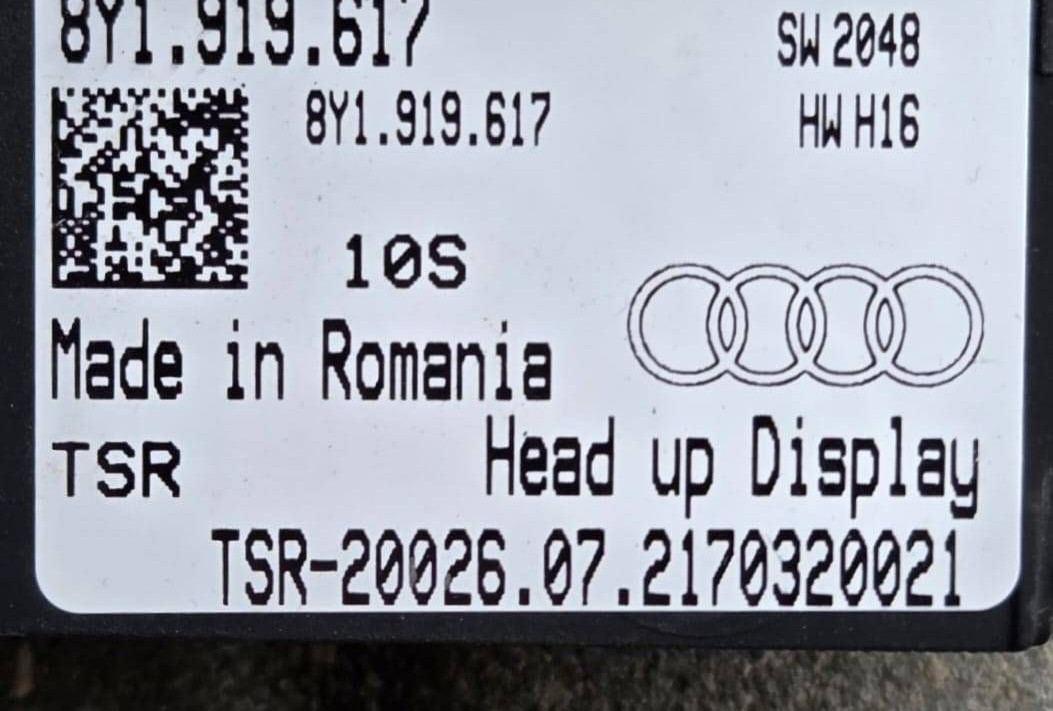 8Y1.919.617 SW 2048
8Y1.919.617 HW H16
10S
Made in Romania
TSR Head up Display
TSR-20026.07.2170320021